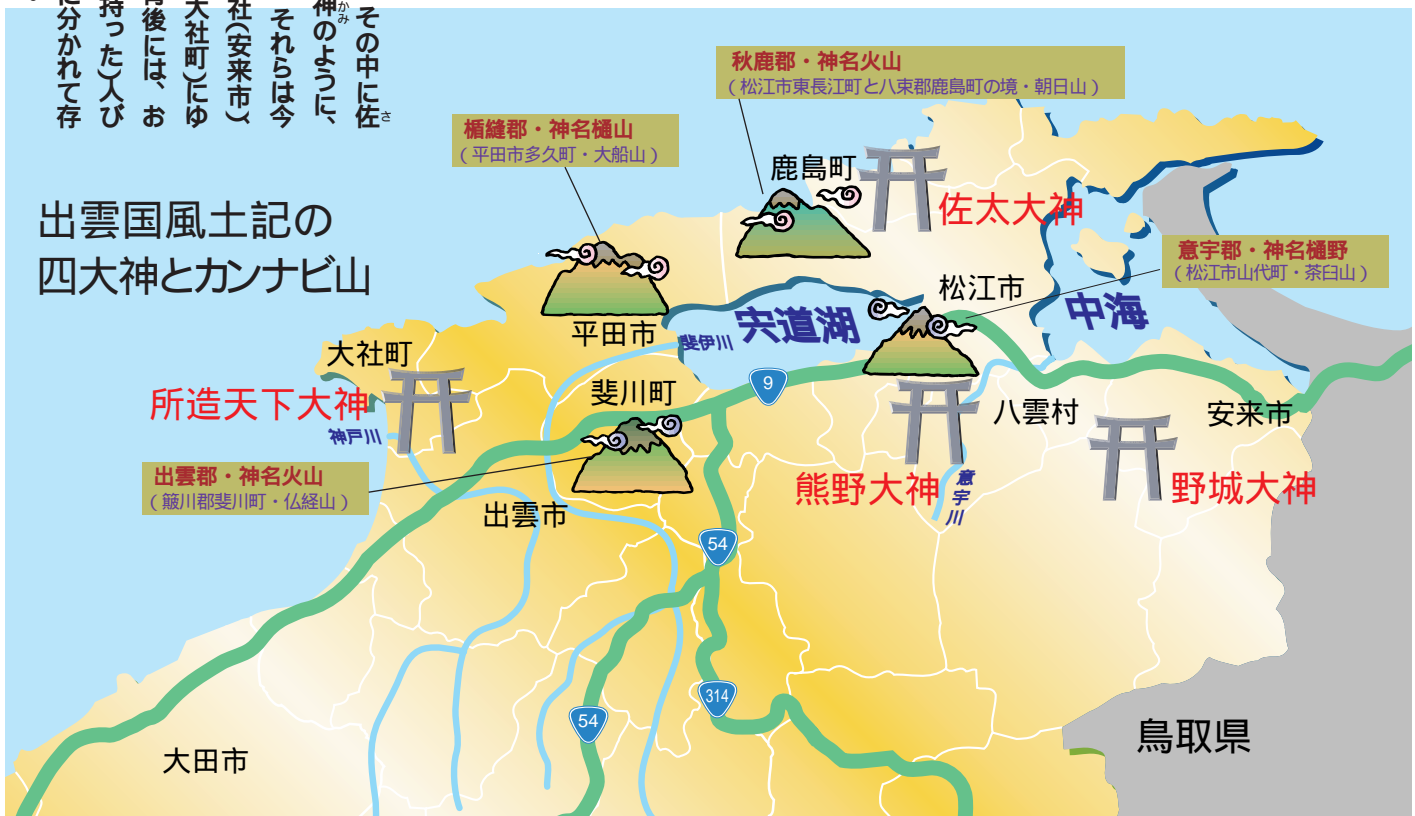 その中に佐
さ
神のように、
かみ
それらは今
社(安来市)、
大社町)にゆ
後には、お
持った)人び
に分かれて存
出雲国風土記の
四大神とカンナビ山
秋鹿郡・神名火山
(松江市東長江町と八束郡鹿島町の境・朝日山)
楯縫郡・神名樋山
(平田市多久町・大船山)
鹿島町
佐太大神
意宇郡・神名樋野
(松江市山代町・茶臼山)
松江市
中海
宍道湖
平田市
斐伊川
大社町
所造天下大神
神戸川
斐川町
9
八雲村
安来市
出雲郡・神名火山
(簸川郡斐川町・仏経山)
出雲市
熊野大神
意宇川
野城大神
54
314
54
鳥取県
大田市